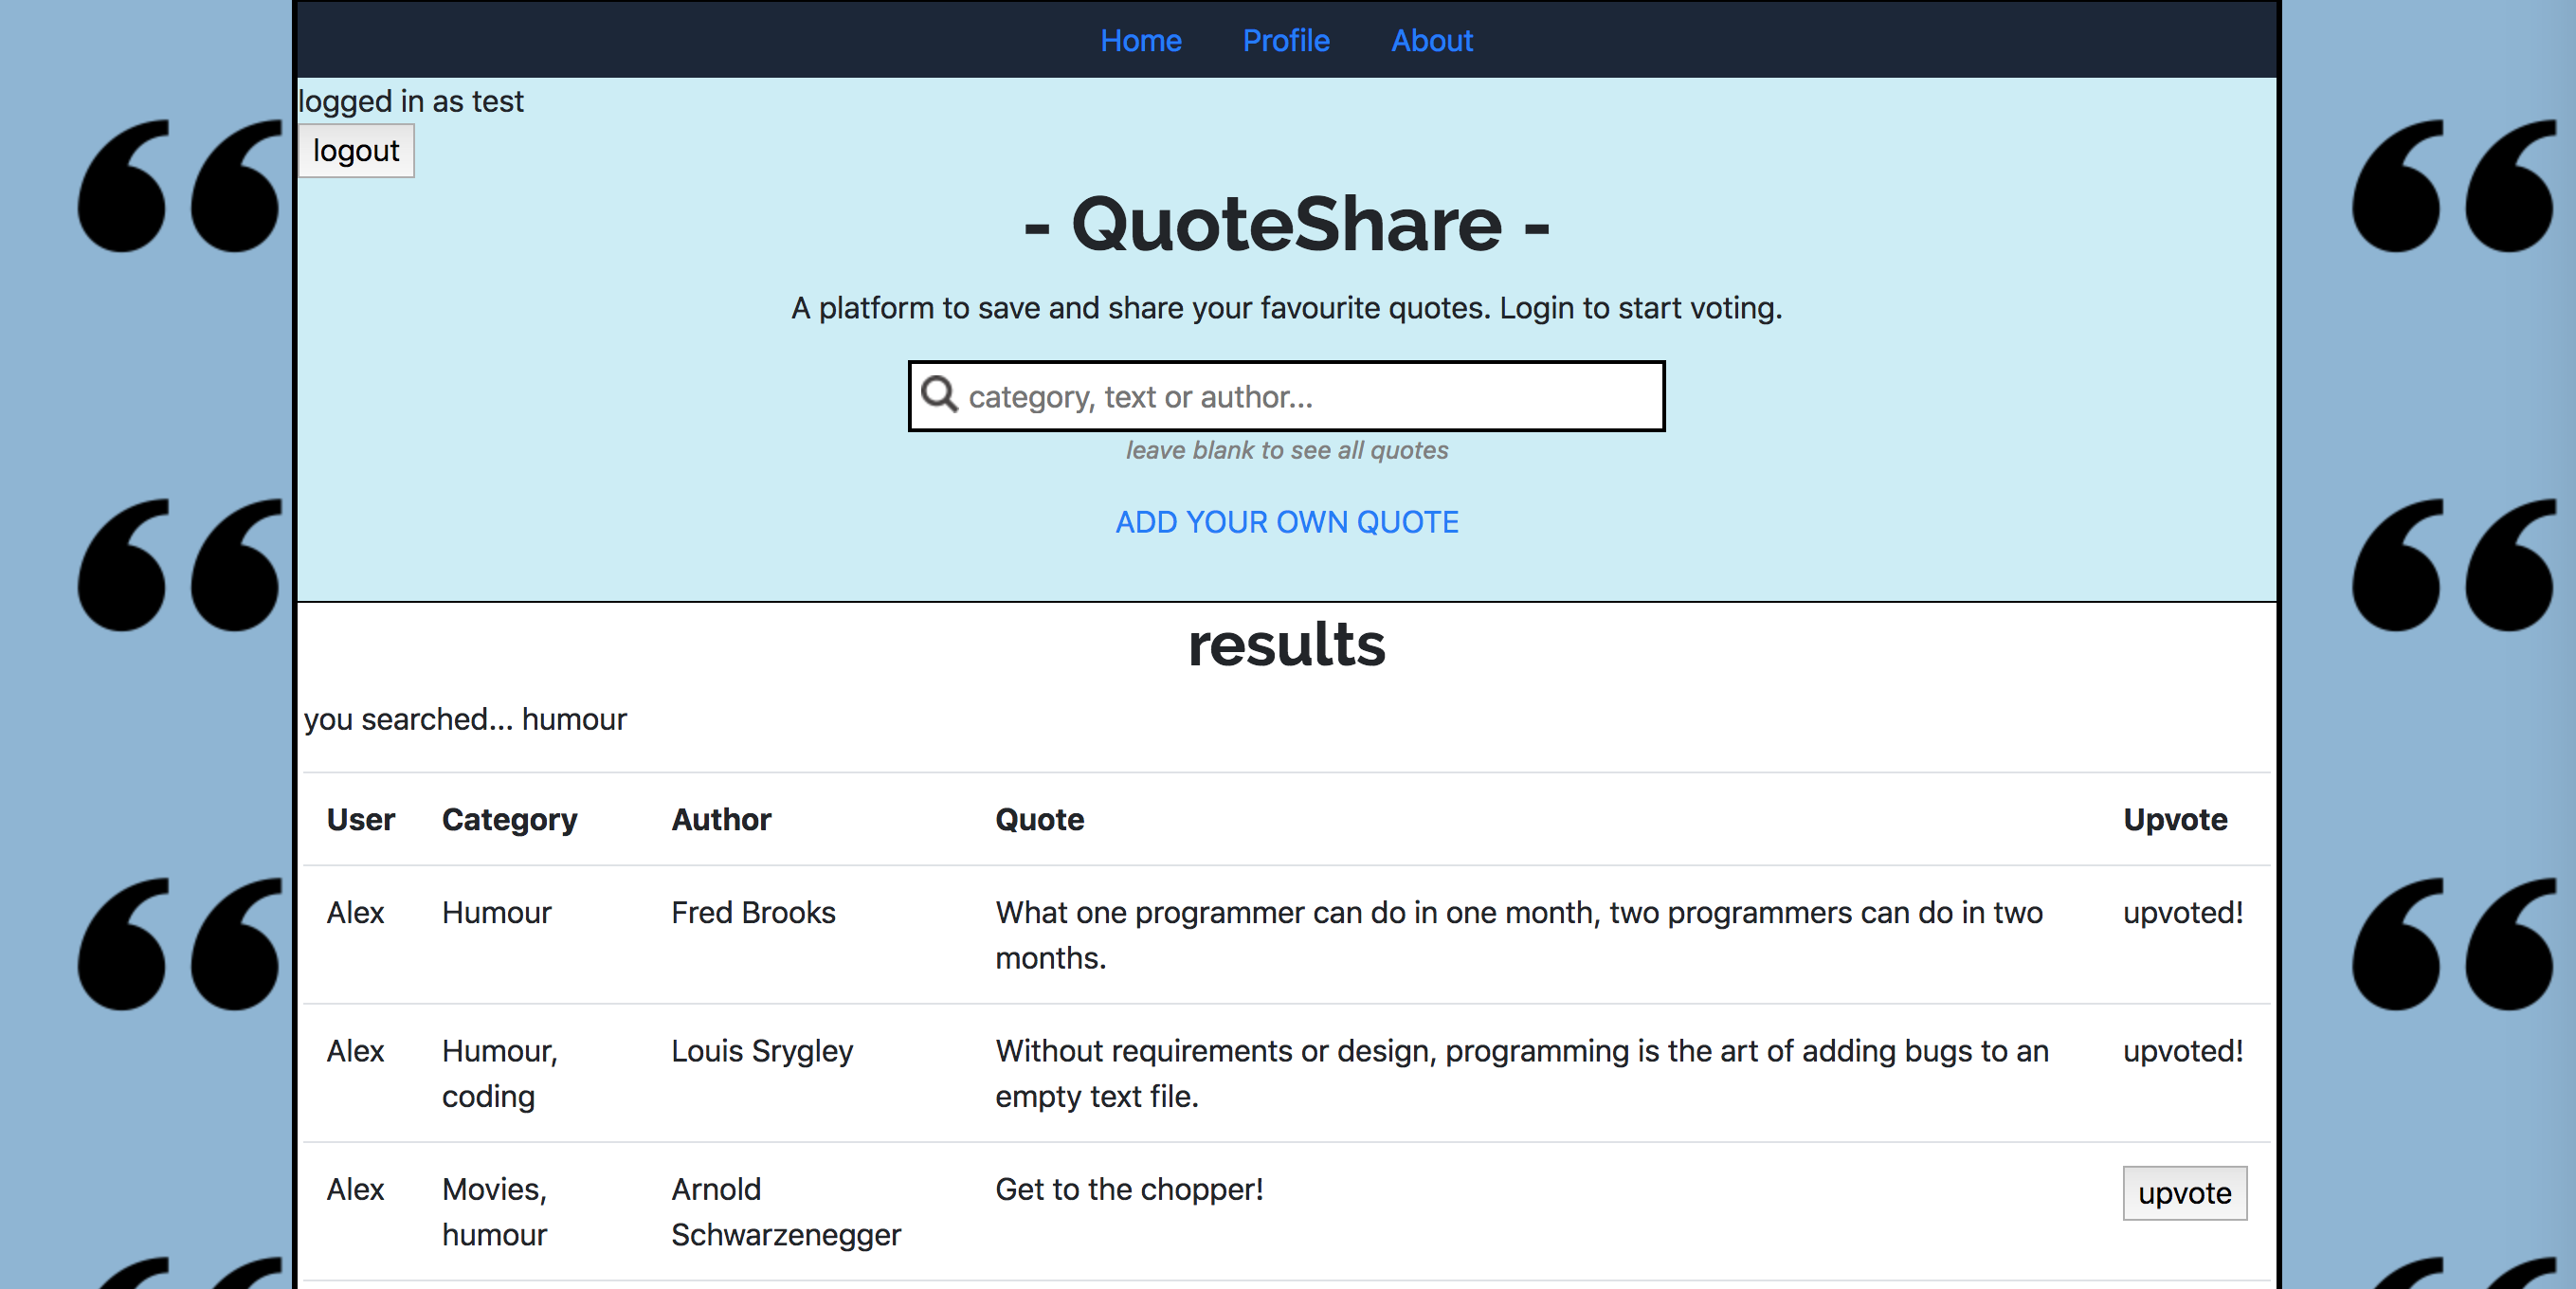 Home Profile About
logged in as test
logout
- QuoteShare -
A platform to save and share your favourite quotes. Login to start voting.
category, text or author...
leave blank to see all quotes
ADD YOUR OWN QUOTE
results
you searched... humour
User Category Author Quote Upvote
Alex Humour Fred Brooks What one programmer can do in one month, two programmers can do in two upvoted!
months.
Alex Humour, Louis Srygley Without requirements or design, programming is the art of adding bugs to an upvoted!
coding empty text file.
Alex Movies, Arnold Get to the chopper! upvote
humour Schwarzenegger